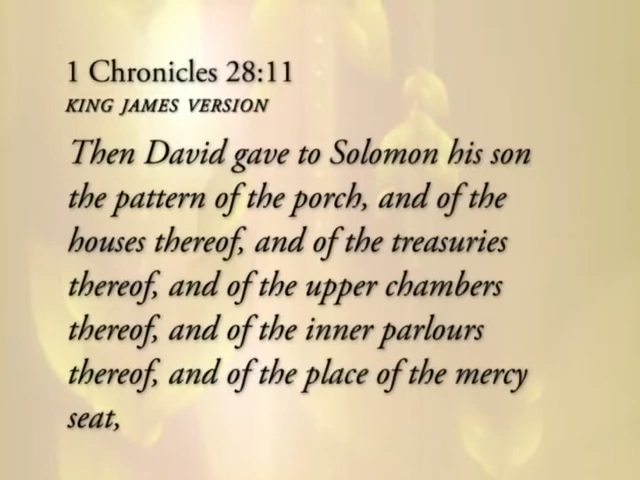 1 Chronicles 28:11
KING JAMES VERSION
Then David gave to Solomon his son
the pattern of the porch, and of the
houses thereof, and of the treasuries
thereof, and of the upper chambers
thereof, and of the inner parlours
thereof, and of the place of the mercy
seat,